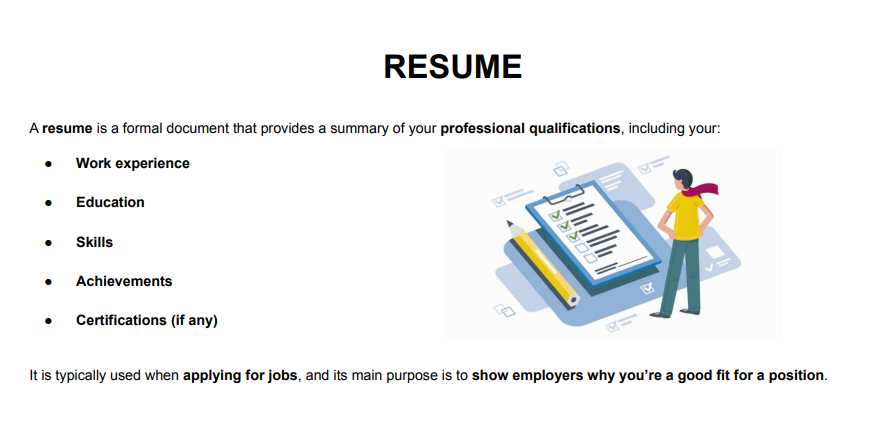 RESUME
A resume is a formal document that provides a summary of your professional qualifications, including your:
● Work experience
● Education
● Skills
● Achievements
● Certifications (if any)
It is typically used when applying for jobs, and its main purpose is to show employers why you’re a good fit for a position.